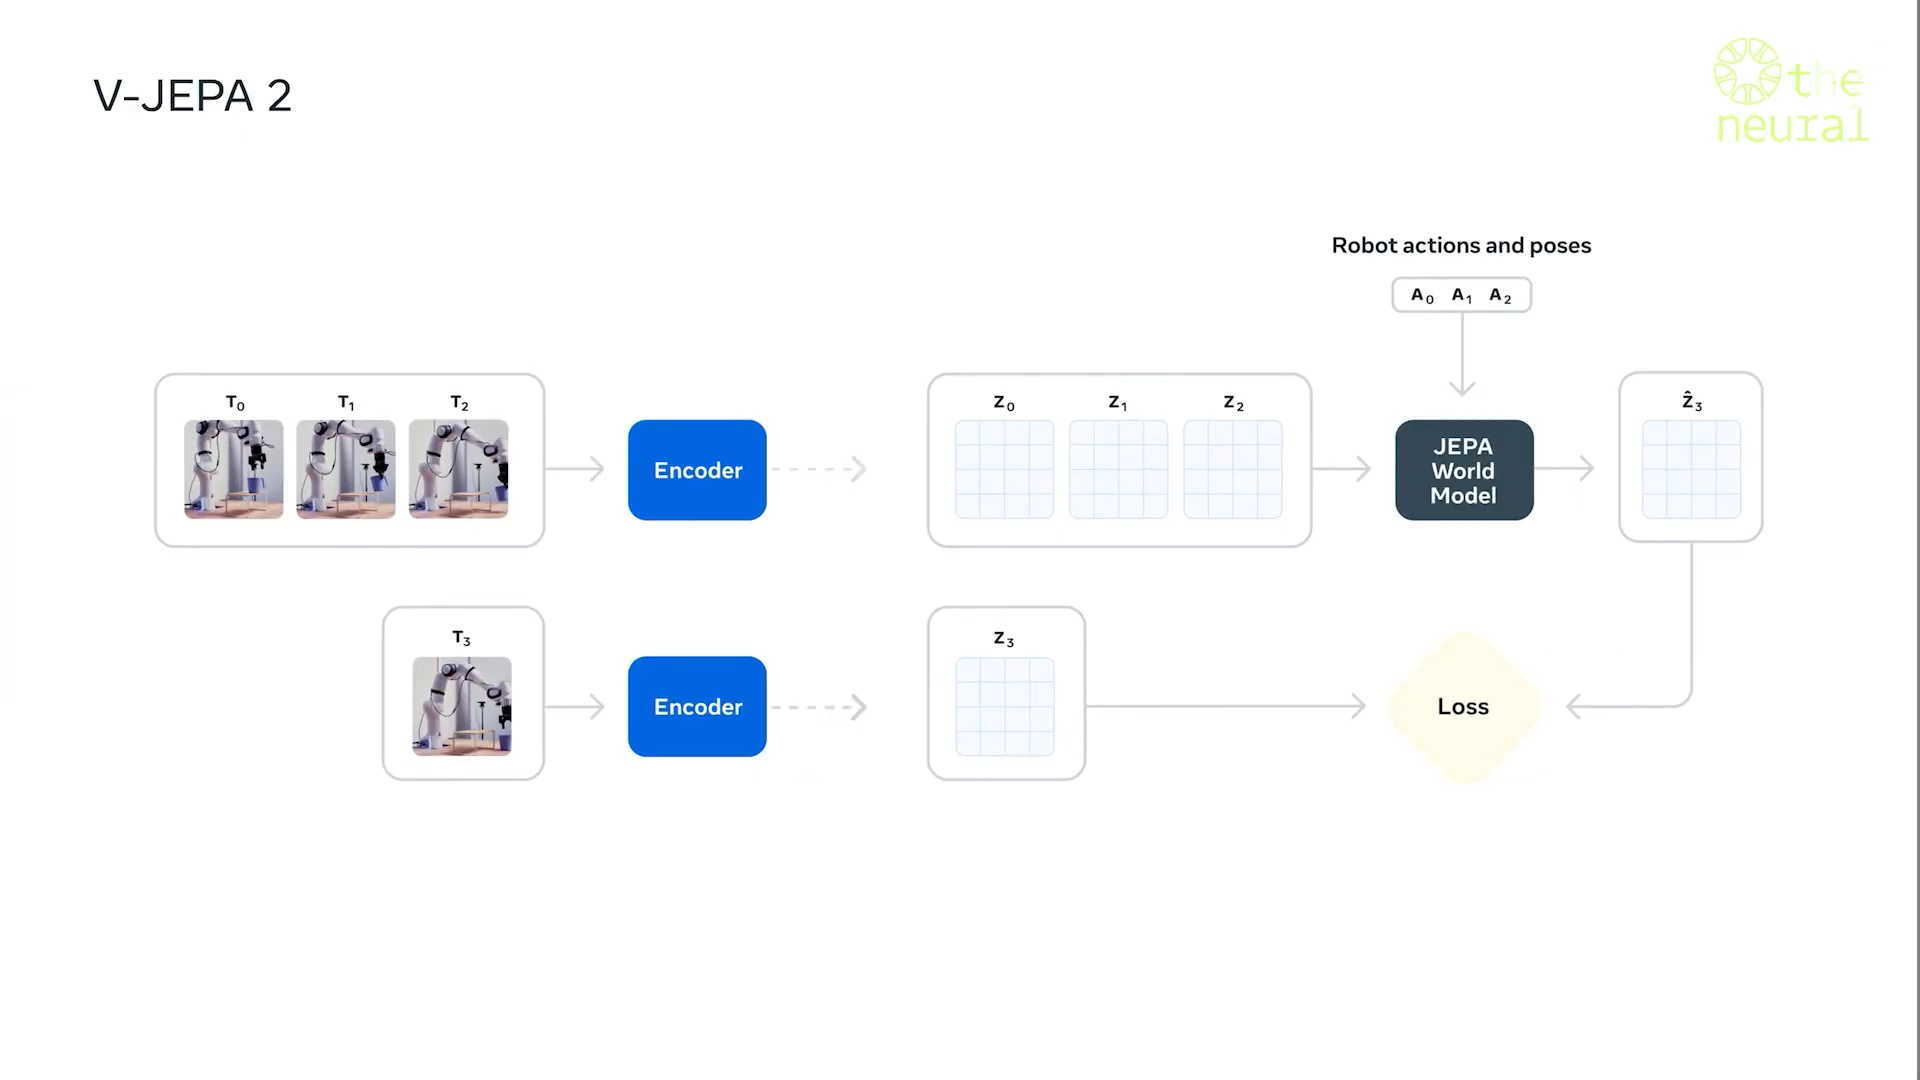 V-JEPA 2
the
neural
Robot actions and poses
A₀ A₁ A₂
T₀ T₁ T₂
Encoder
Z₀ Z₁ Z₂
JEPA
World
Model
Ẑ₃
T₃
Encoder
Z₃
Loss